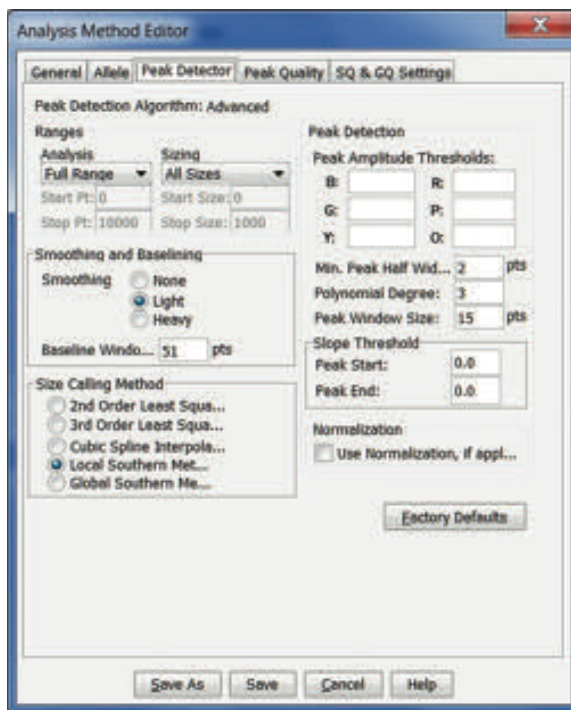 Analysis Method Editor
General Allele Peak Detector Peak Quality SQ & GQ Settings
Peak Detection Algorithm: Advanced
Ranges
Analysis Sizing
Full Range All Sizes
Start Pt: 0 Start Size: 0
Stop Pt: 10000 Stop Size: 1000
Smoothing and Baselining
Smoothing None
Light
Heavy
Baseline Windo... 51 pts
Size Calling Method
2nd Order Least Squa...
3rd Order Least Squa...
Cubic Spline Interpola...
Local Southern Met...
Global Southern Me...
Peak Detection
Peak Amplitude Thresholds:
B: R:
G: P:
Y: O:
Min. Peak Half Wid... 2 pts
Polynomial Degree: 3
Peak Window Size: 15 pts
Slope Threshold
Peak Start: 0.0
Peak End: 0.0
Normalization
Use Normalization, if appl...
Factory Defaults
Save As Save Cancel Help